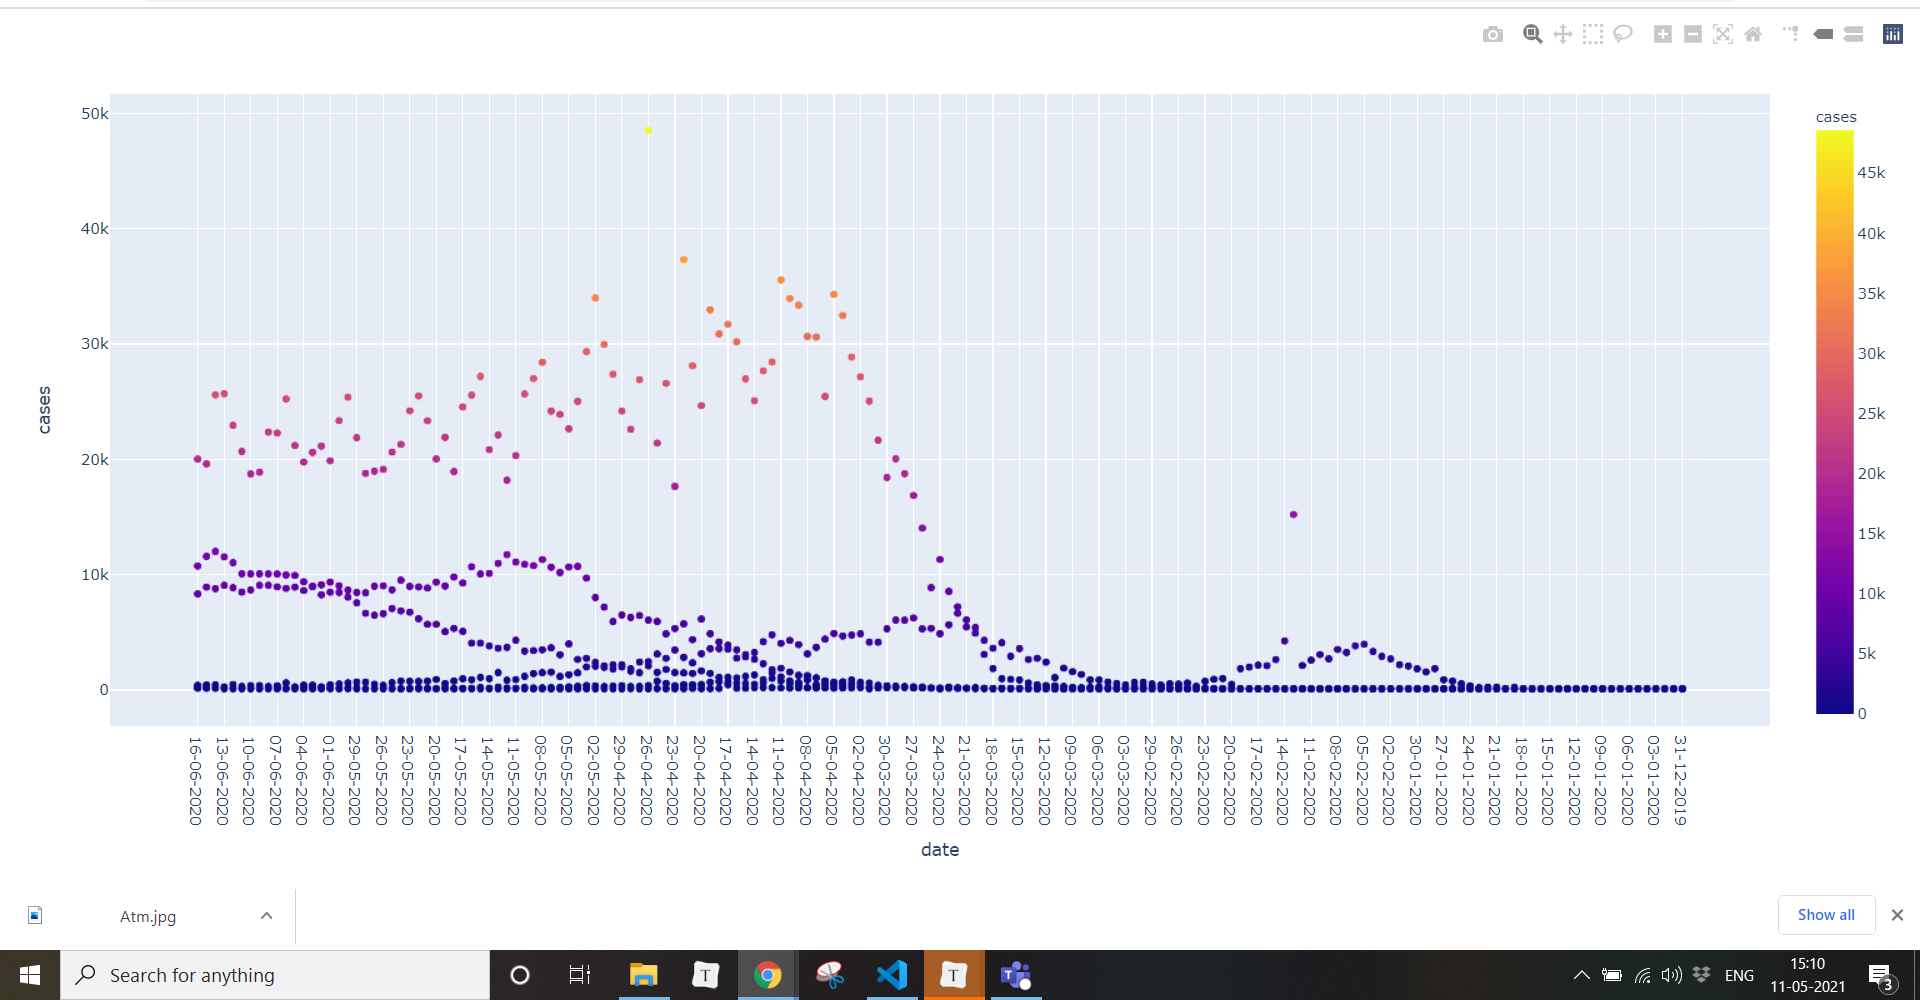 50k
40k
30k
20k
10k
0
cases
16-06-2020
13-06-2020
10-06-2020
07-06-2020
04-06-2020
01-06-2020
29-05-2020
26-05-2020
23-05-2020
20-05-2020
17-05-2020
14-05-2020
11-05-2020
08-05-2020
05-05-2020
02-05-2020
29-04-2020
26-04-2020
23-04-2020
20-04-2020
17-04-2020
14-04-2020
11-04-2020
08-04-2020
05-04-2020
02-04-2020
30-03-2020
27-03-2020
24-03-2020
21-03-2020
18-03-2020
15-03-2020
12-03-2020
09-03-2020
06-03-2020
03-03-2020
29-02-2020
26-02-2020
23-02-2020
20-02-2020
17-02-2020
14-02-2020
11-02-2020
08-02-2020
05-02-2020
02-02-2020
30-01-2020
27-01-2020
24-01-2020
21-01-2020
18-01-2020
15-01-2020
12-01-2020
09-01-2020
06-01-2020
03-01-2020
31-12-2019
date
cases
45k
40k
35k
30k
25k
20k
15k
10k
5k
0
Atm.jpg
Show all
Search for anything
T
T
T
ENG
15:10
11-05-2021
3